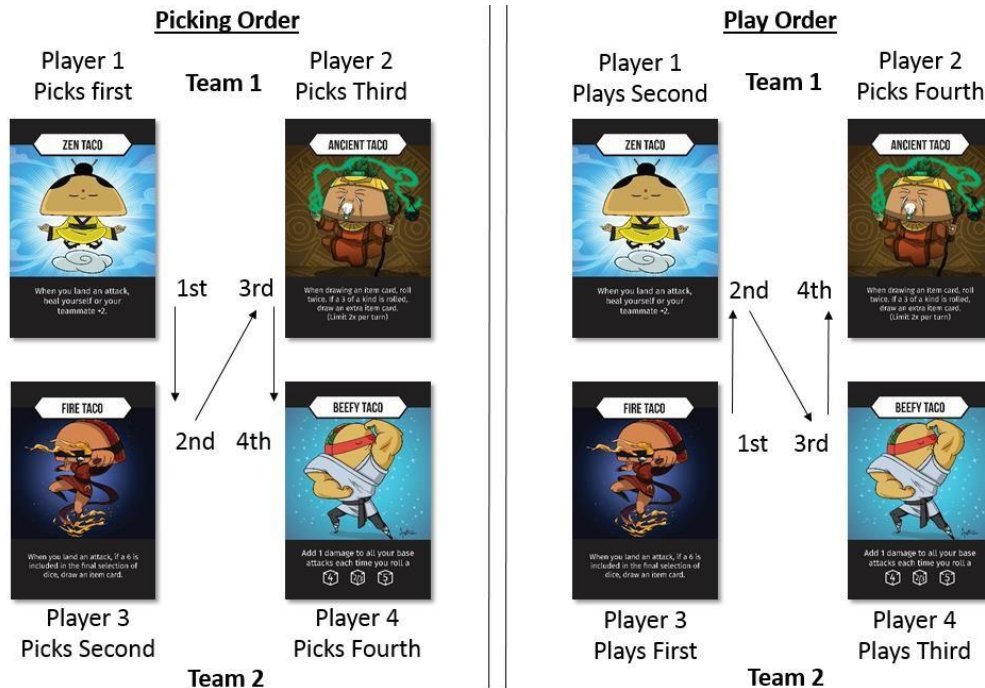 Picking Order
Player 1
Picks first
Team 1
Player 2
Picks Third
ZEN TACO
When you land an attack,
heal yourself or your
teammate +2.
ANCIENT TACO
When drawing an item card, roll
twice. If a 3 of a kind is rolled,
draw an extra item card.
(Limit 2x per turn)
1st
3rd
2nd
4th
FIRE TACO
When you land an attack, if a 6 is
included in the final selection of
dice, draw an item card.
BEEFY TACO
Add 1 damage to all your base
attacks each time you roll a
4 2/3 5
Player 3
Picks Second
Team 2
Player 4
Picks Fourth
Play Order
Player 1
Plays Second
Team 1
Player 2
Picks Fourth
ZEN TACO
When you land an attack,
heal yourself or your
teammate +2.
ANCIENT TACO
When drawing an item card, roll
twice. If a 3 of a kind is rolled,
draw an extra item card.
(Limit 2x per turn)
2nd
4th
1st
3rd
FIRE TACO
When you land an attack, if a 6 is
included in the final selection of
dice, draw an item card.
BEEFY TACO
Add 1 damage to all your base
attacks each time you roll a
4 2/3 5
Player 3
Plays First
Team 2
Player 4
Plays Third